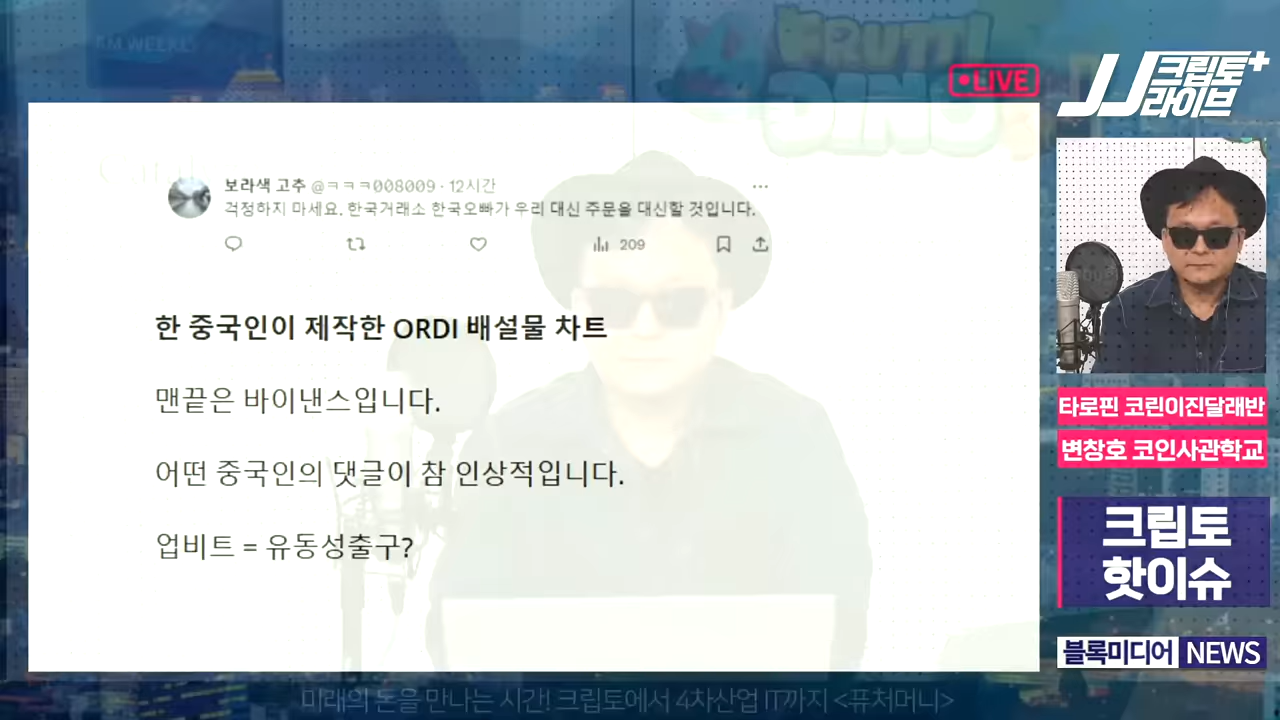 RM WEEKLY
FRUTTI
DINO
LIVE
JJ 크립토+
라이브
보라색 고추 @ㅋㅋㅋ008009 · 12시간
걱정하지 마세요. 한국거래소 한국오빠가 우리 대신 주문을 대신할 것입니다.
209
한 중국인이 제작한 ORDI 배설물 차트
맨끝은 바이낸스입니다.
어떤 중국인의 댓글이 참 인상적입니다.
업비트 = 유동성출구?
타로핀 코린이진달래반
변창호 코인사관학교
크립토
핫이슈
블록미디어 NEWS
미래의 돈을 만나는 시간! 크립토에서 4차산업 IT까지 <퓨처머니>